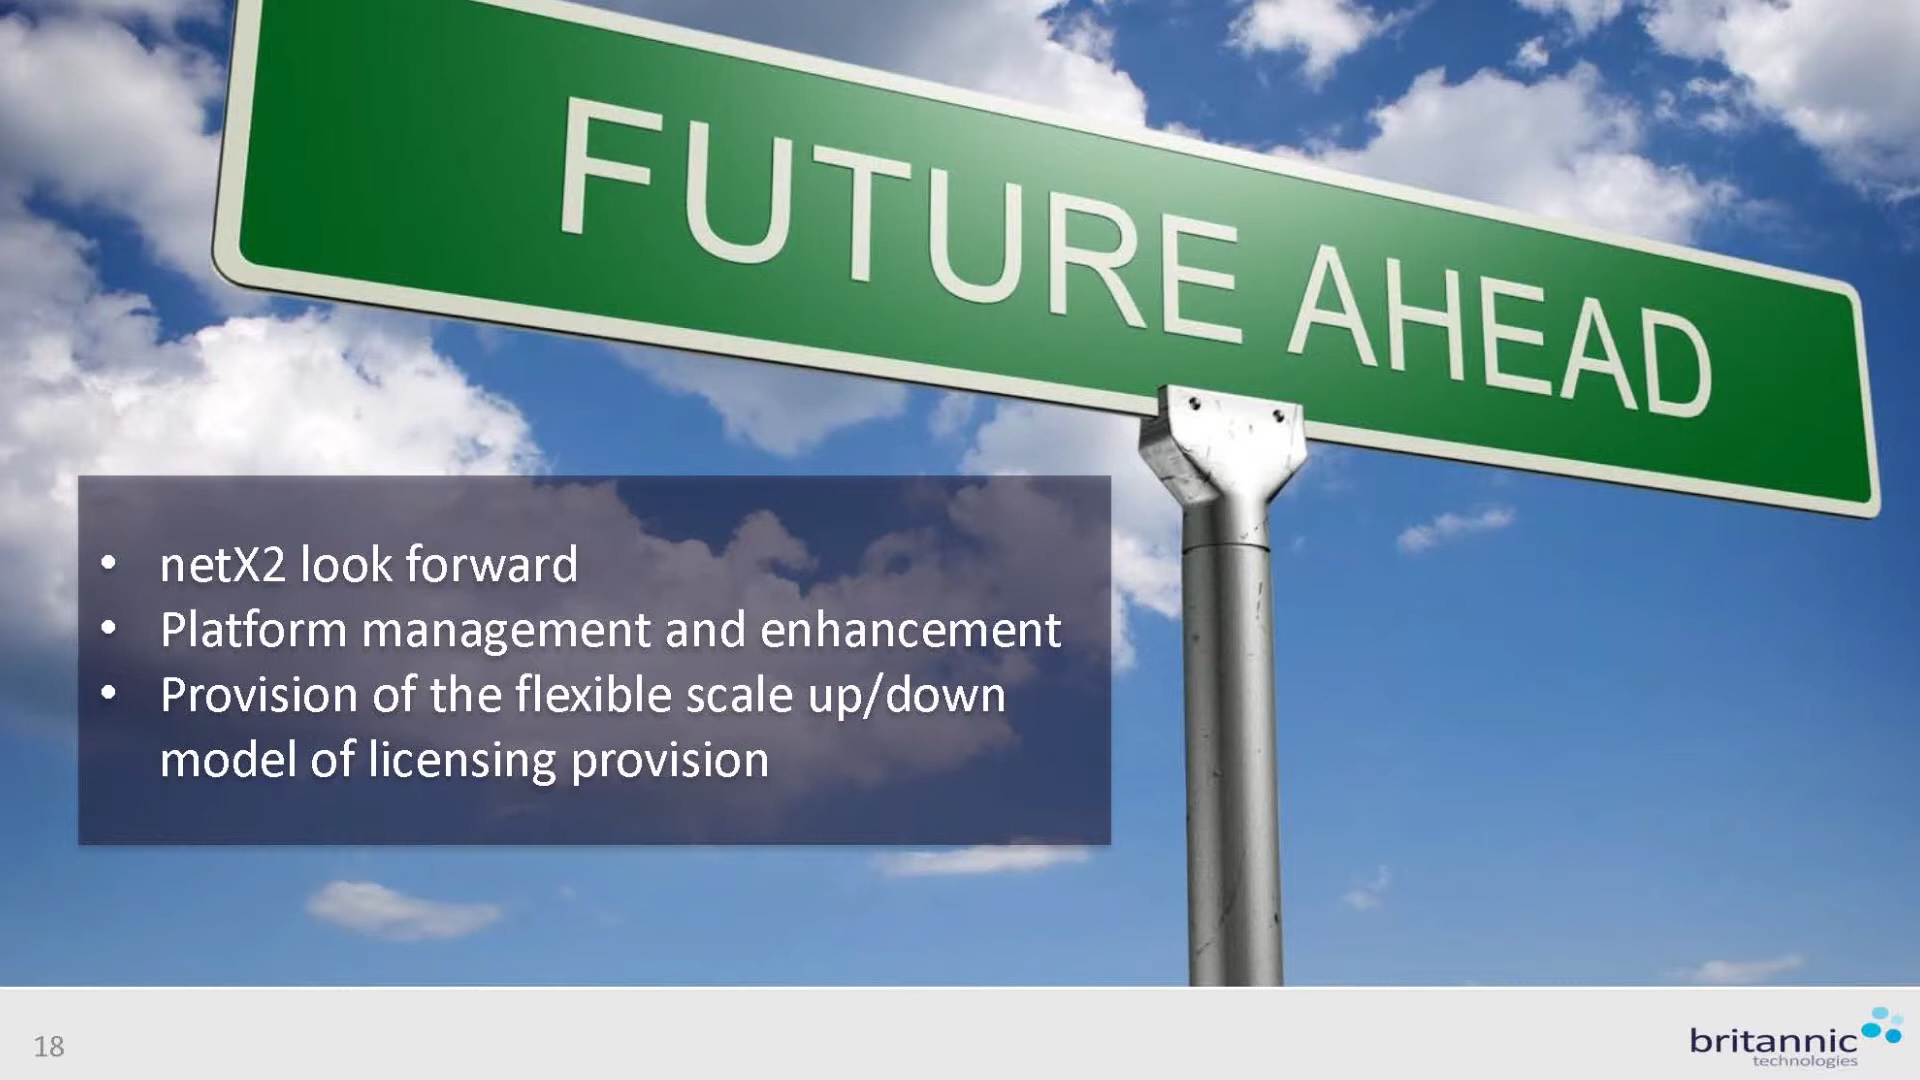 FUTURE AHEAD
• netX2 look forward
• Platform management and enhancement
• Provision of the flexible scale up/down
model of licensing provision
18
britannic
technologies